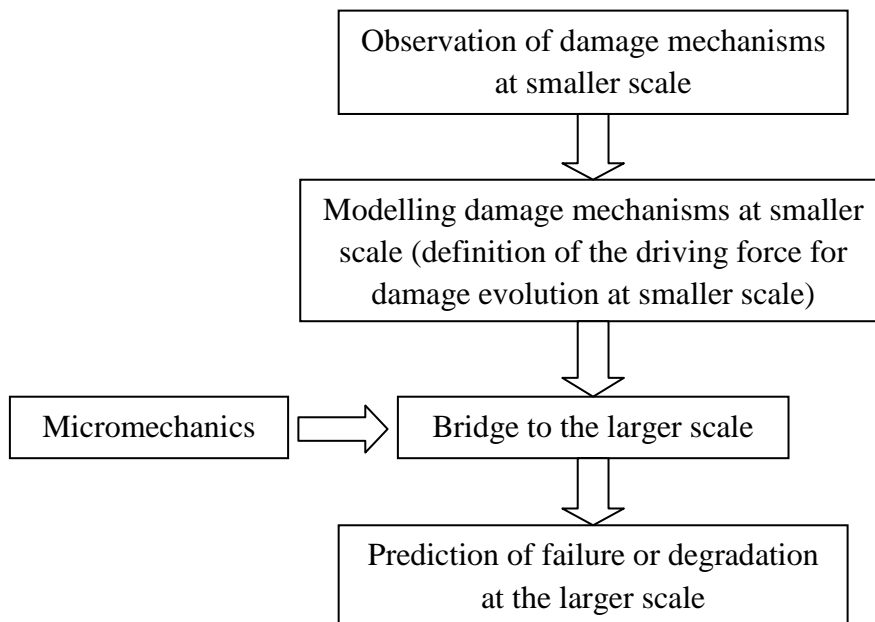 Observation of damage mechanisms
at smaller scale
Modelling damage mechanisms at smaller
scale (definition of the driving force for
damage evolution at smaller scale)
Micromechanics
Bridge to the larger scale
Prediction of failure or degradation
at the larger scale